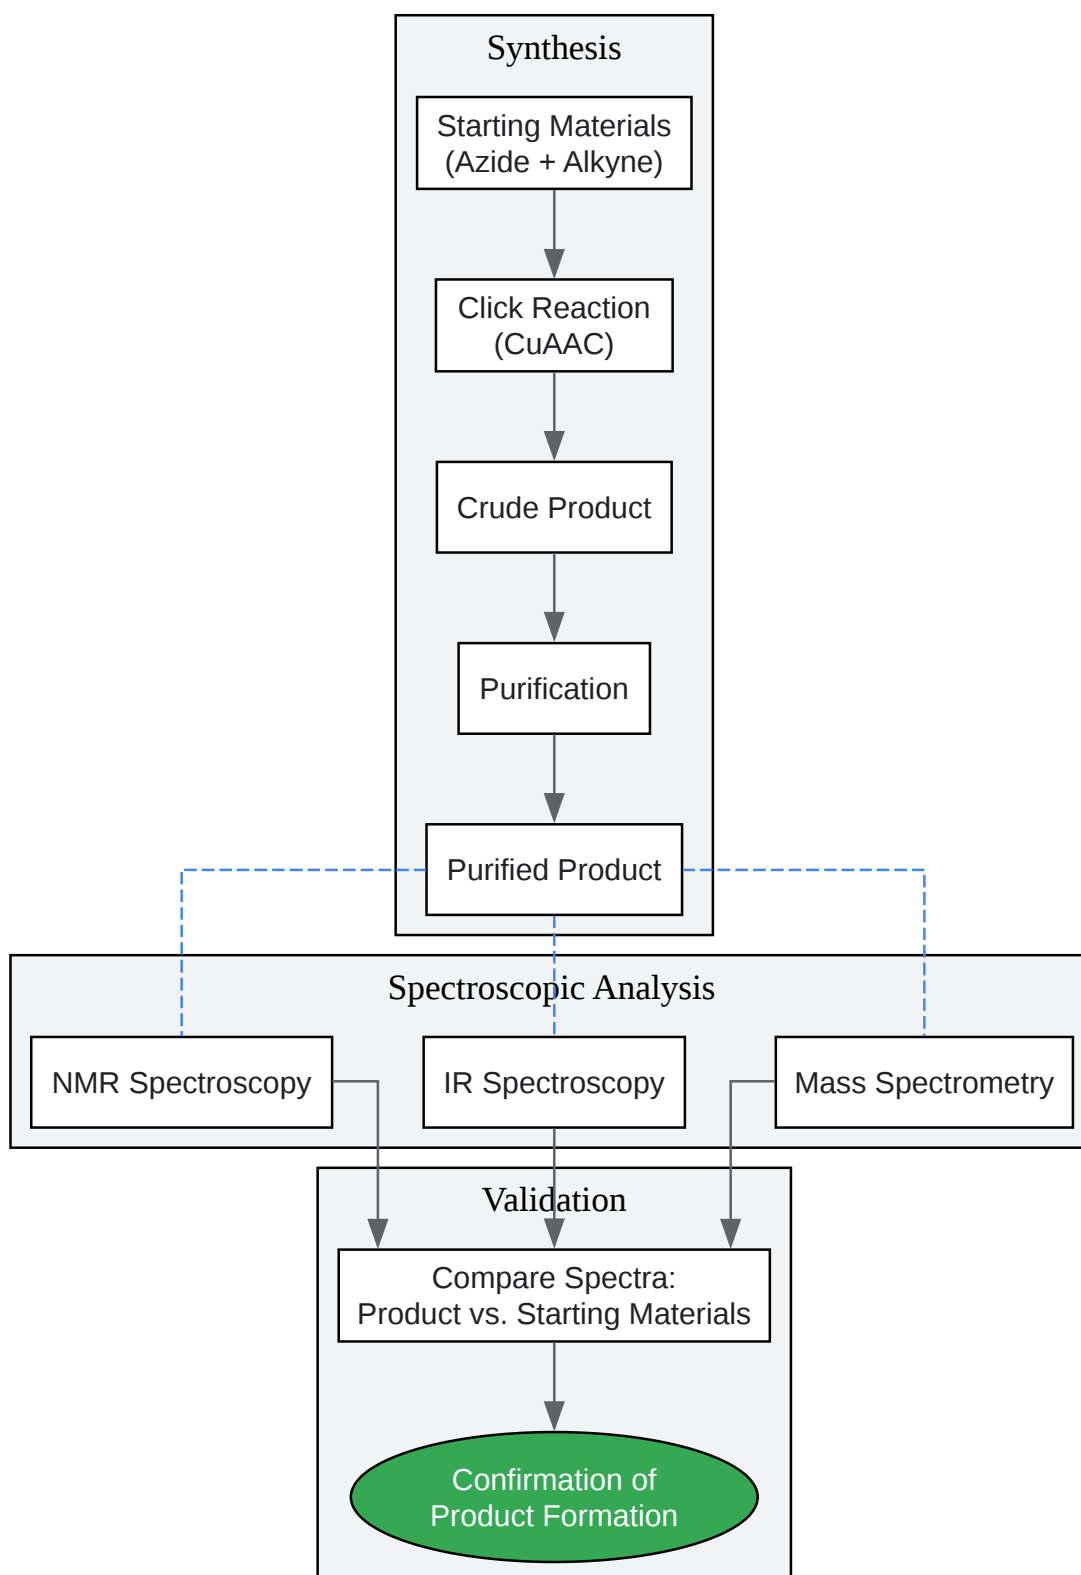 Synthesis
Starting Materials
(Azide + Alkyne)
Click Reaction
(CuAAC)
Crude Product
Purification
Purified Product
Spectroscopic Analysis
NMR Spectroscopy
IR Spectroscopy
Mass Spectrometry
Validation
Compare Spectra:
Product vs. Starting Materials
Confirmation of
Product Formation